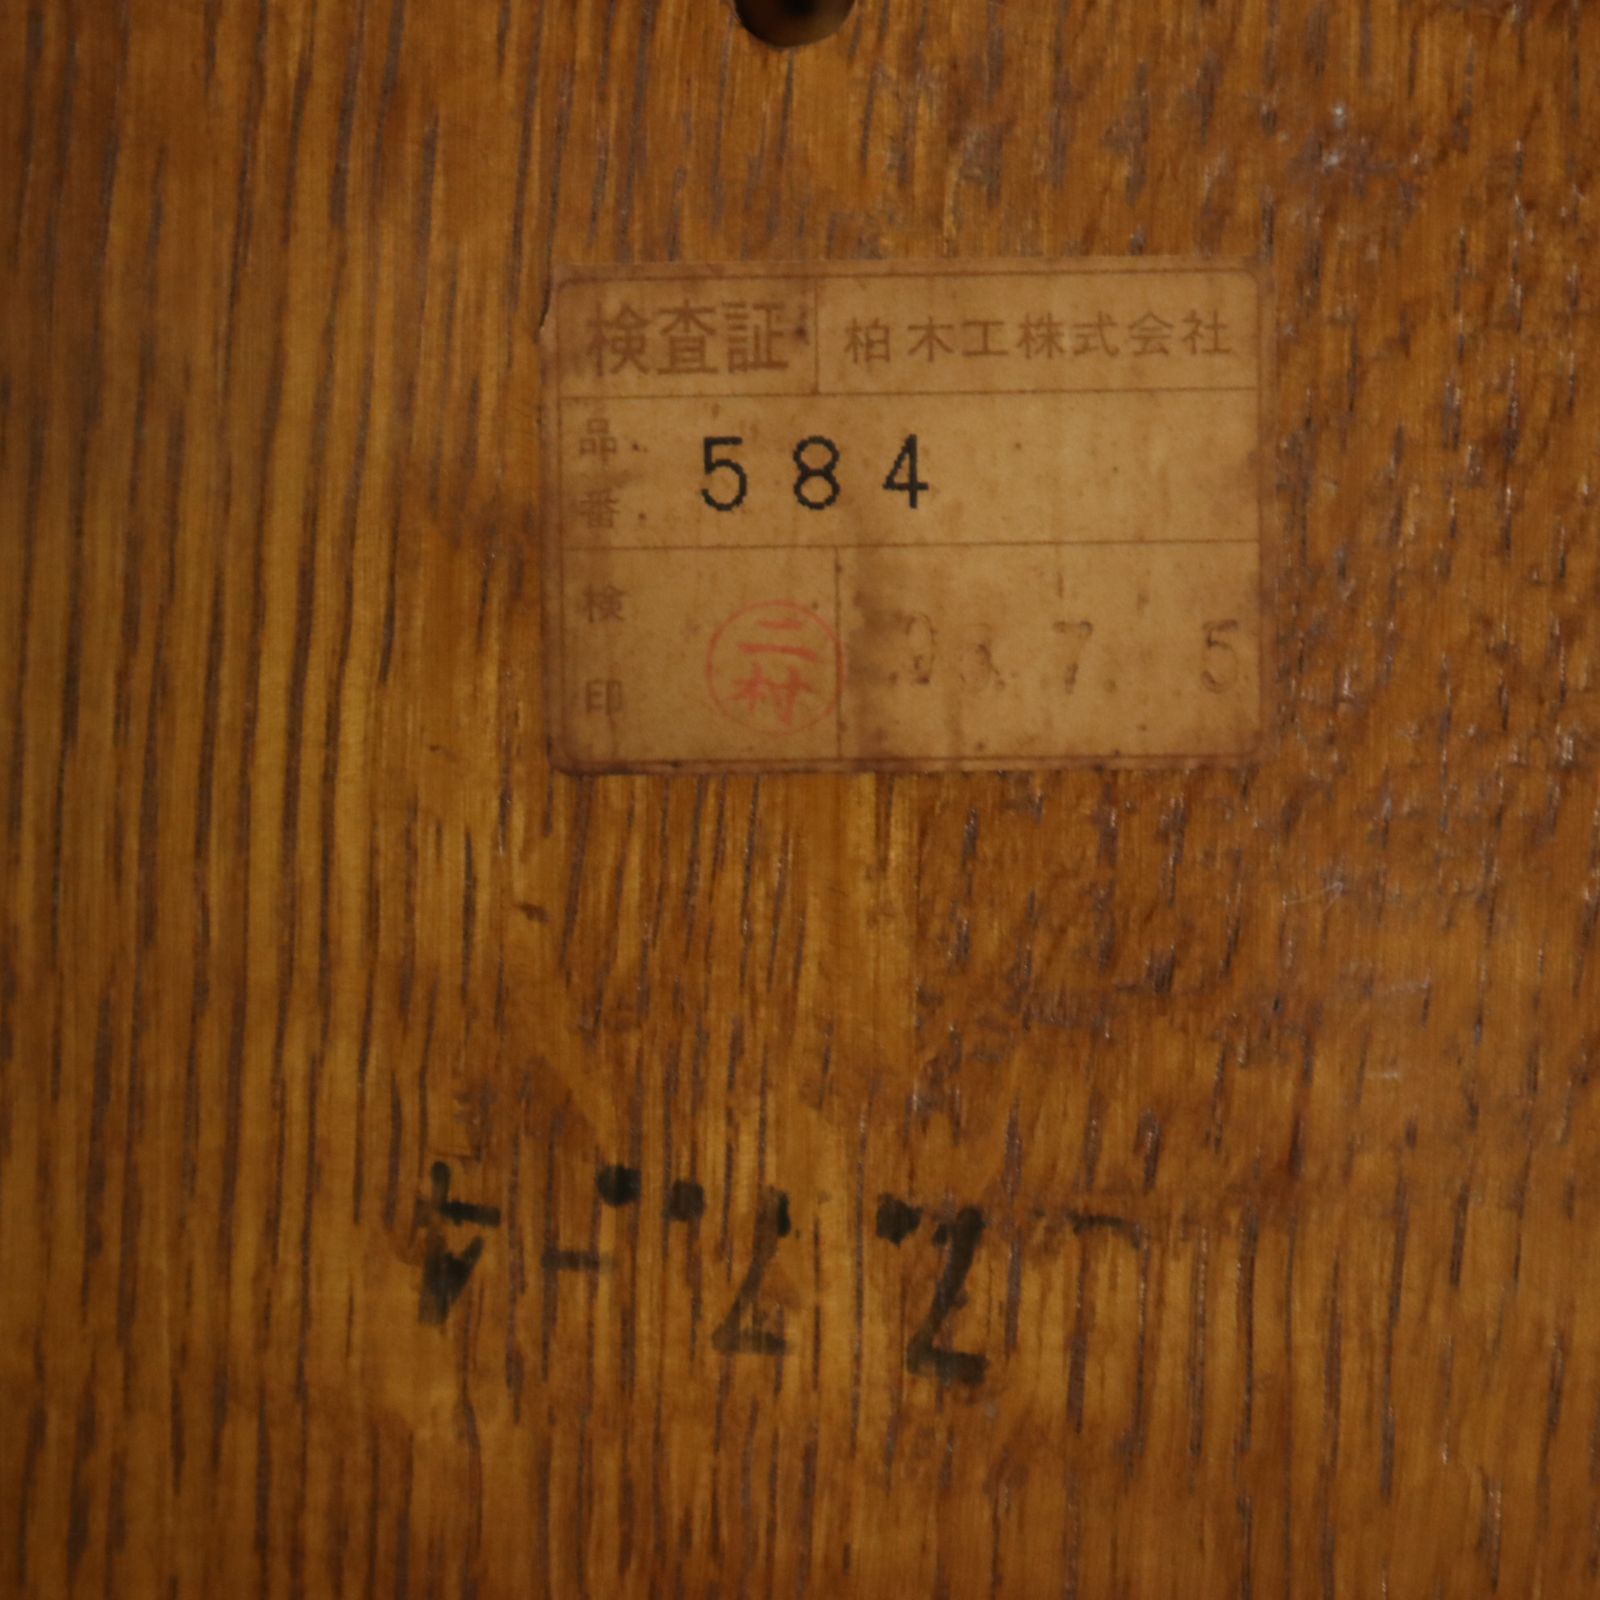 検査証 柏木工株式会社
品番 584
検印 二村 7. 5